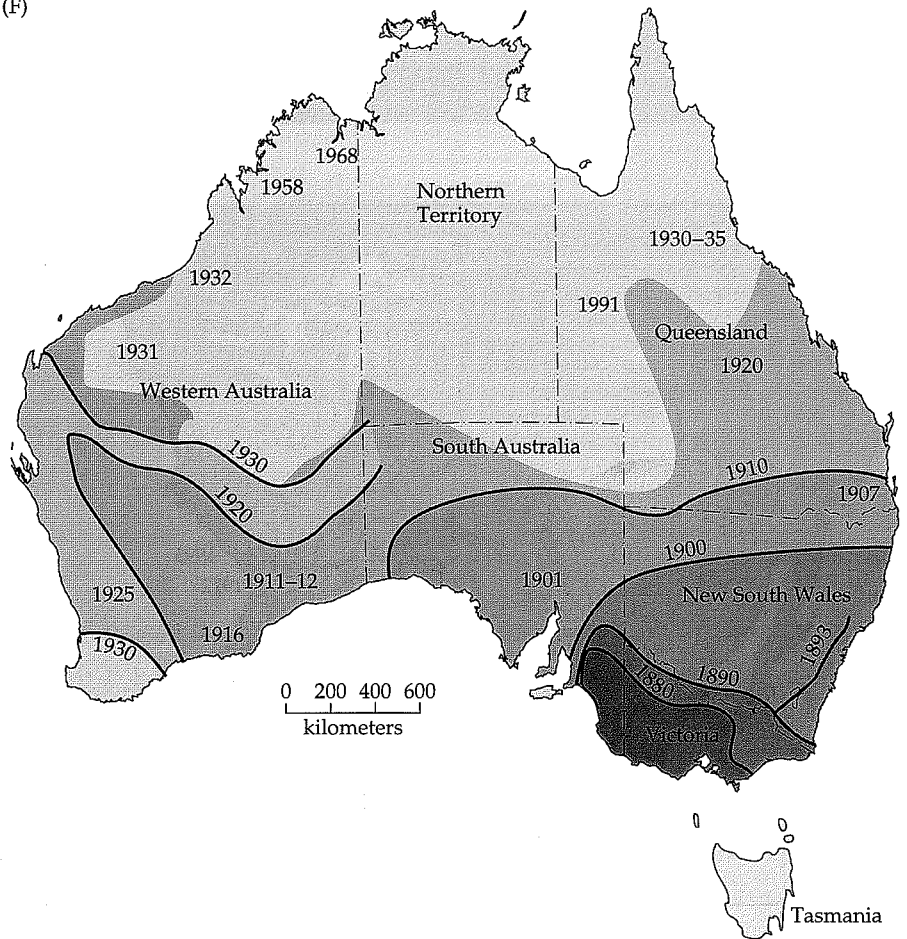 (F)
1968
1958
Northern
Territory
1930–35
1932
1991
Queensland
1931
1920
Western Australia
1930
South Australia
1910
1920
1907
1900
1911–12
1901
1925
New South Wales
1916
1930
1893
1890
1880
0 200 400 600
kilometers
Victoria
Tasmania